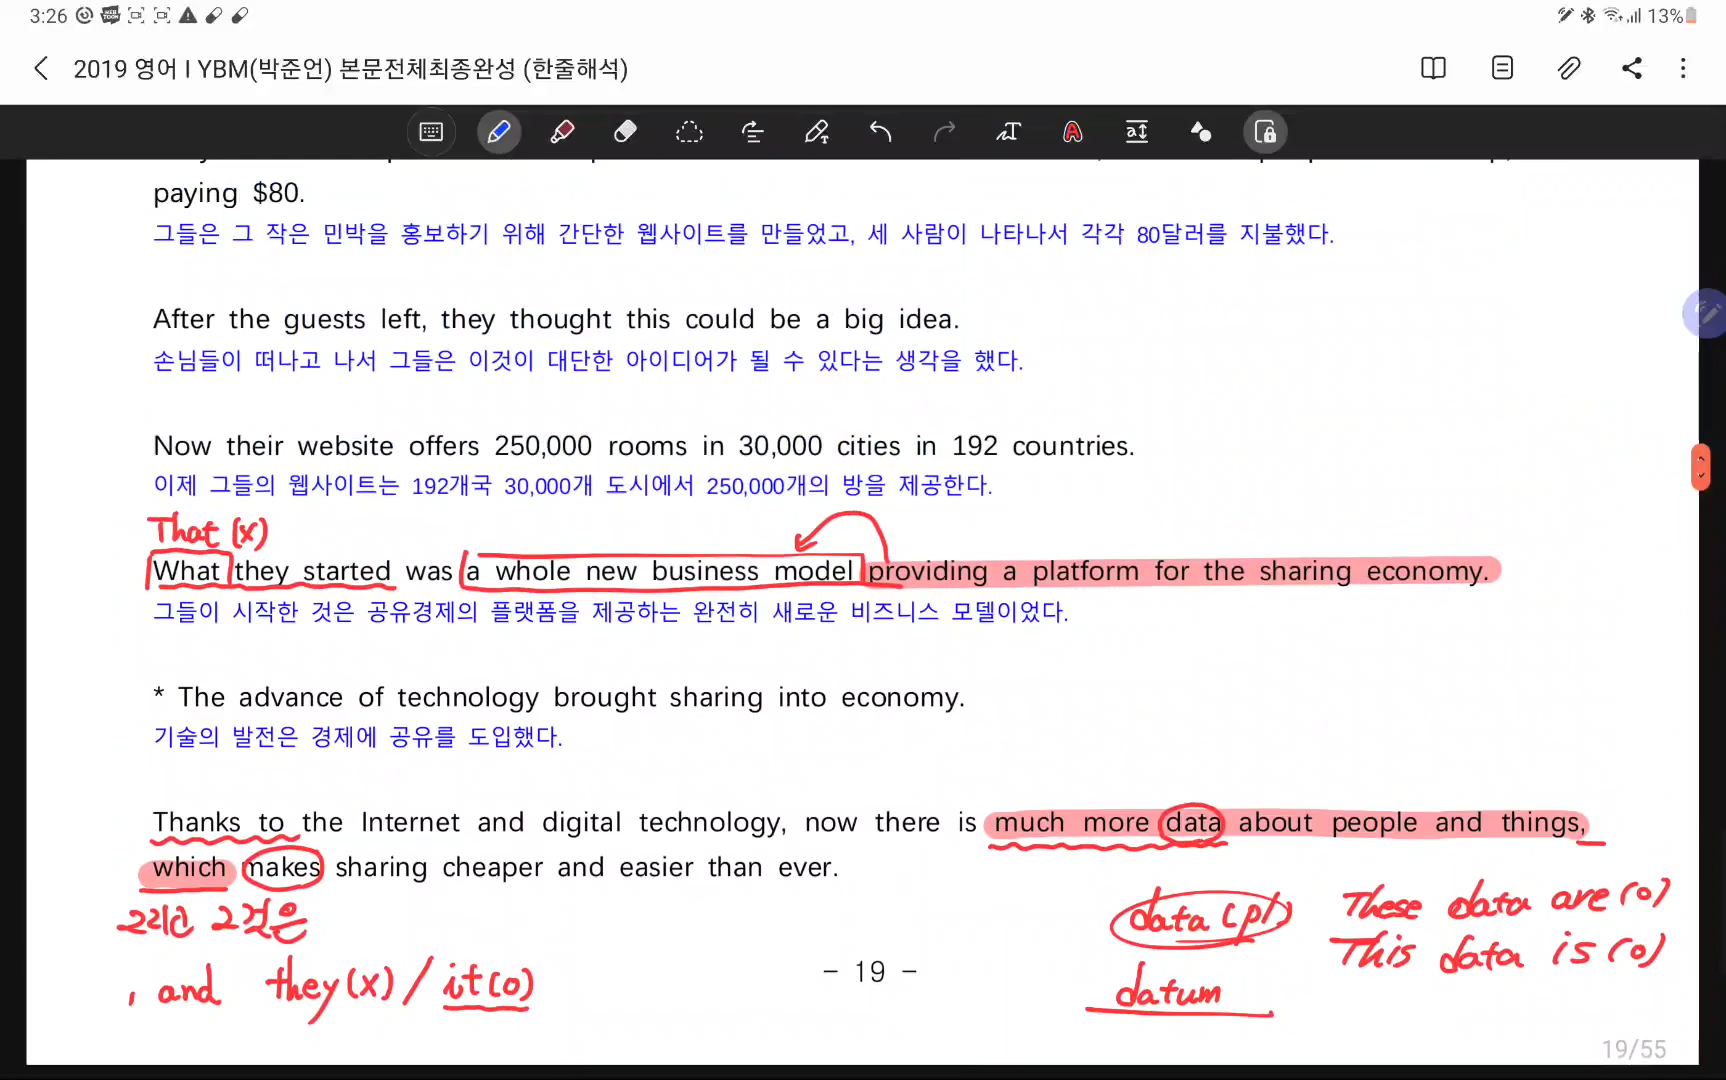 3:26
13%
2019 영어 I YBM(박준언) 본문전체최종완성 (한줄해석)
paying $80.
그들은 그 작은 민박을 홍보하기 위해 간단한 웹사이트를 만들었고, 세 사람이 나타나서 각각 80달러를 지불했다.
After the guests left, they thought this could be a big idea.
손님들이 떠나고 나서 그들은 이것이 대단한 아이디어가 될 수 있다는 생각을 했다.
Now their website offers 250,000 rooms in 30,000 cities in 192 countries.
이제 그들의 웹사이트는 192개국 30,000개 도시에서 250,000개의 방을 제공한다.
That (x)
What they started was a whole new business model providing a platform for the sharing economy.
그들이 시작한 것은 공유경제의 플랫폼을 제공하는 완전히 새로운 비즈니스 모델이었다.
* The advance of technology brought sharing into economy.
기술의 발전은 경제에 공유를 도입했다.
Thanks to the Internet and digital technology, now there is much more data about people and things,
which makes sharing cheaper and easier than ever.
그리고 그것은
data (pl) These data are (o)
This data is (o)
, and they (x) / it (o)
- 19 -
datum
19/55